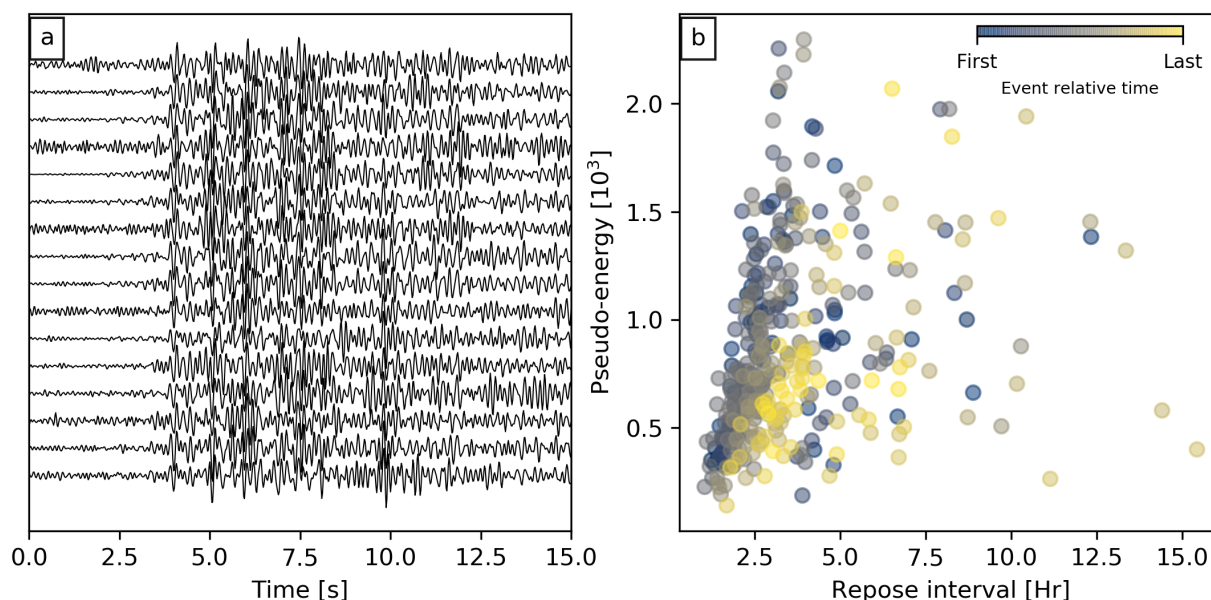 a
0.0 2.5 5.0 7.5 10.0 12.5 15.0
Time [s]
b
First Last
Event relative time
2.0
1.5
1.0
0.5
Pseudo-energy [10³]
2.5 5.0 7.5 10.0 12.5 15.0
Repose interval [Hr]